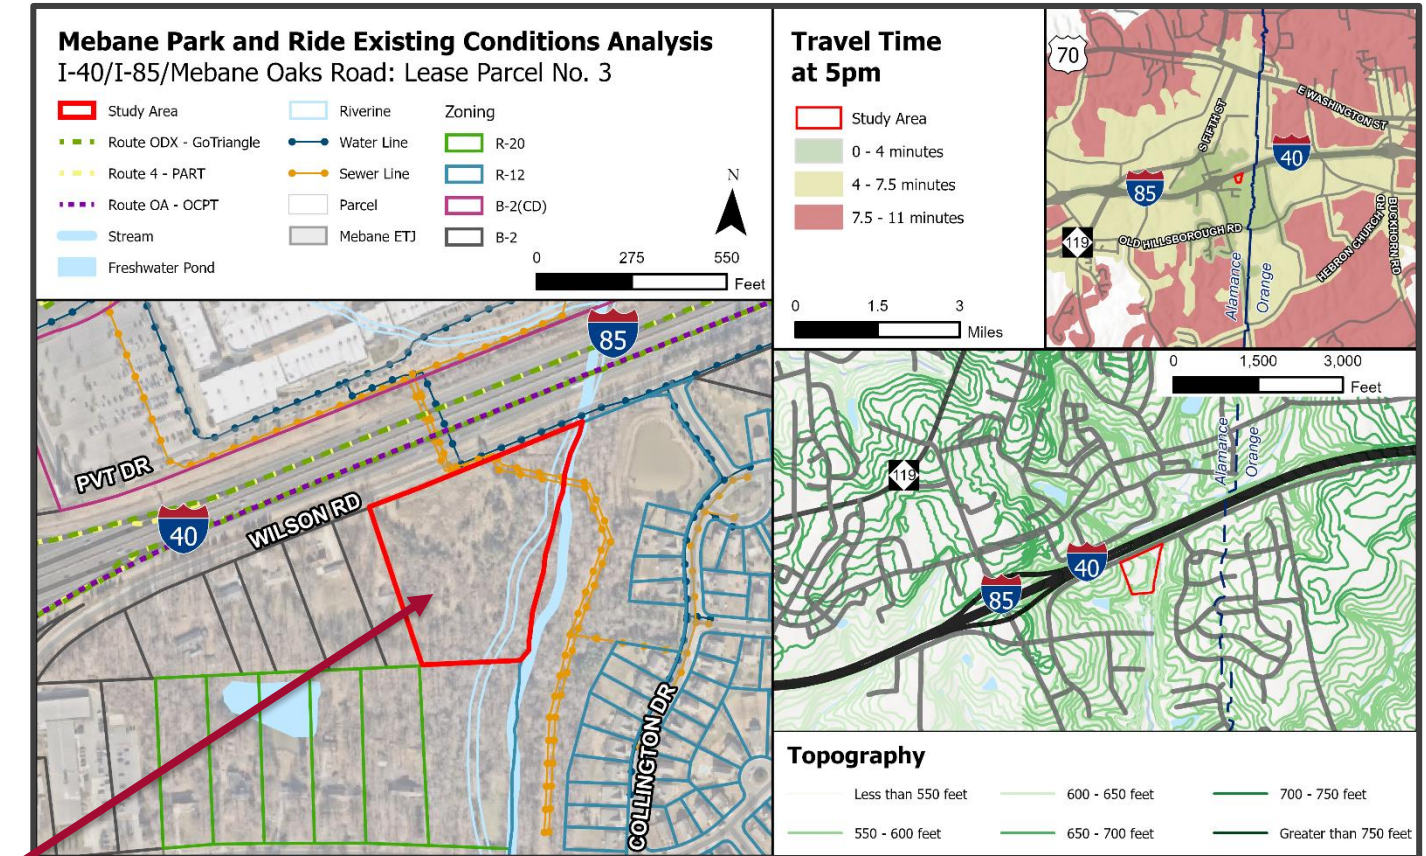 Mebane Park and Ride Existing Conditions Analysis
I-40/I-85/Mebane Oaks Road: Lease Parcel No. 3
Study Area
Route ODX - GoTriangle
Route 4 - PART
Route OA - OCPT
Stream
Freshwater Pond
Riverine
Water Line
Sewer Line
Parcel
Mebane ETJ
Zoning
R-20
R-12
B-2(CD)
B-2
N
0 275 550
Feet
Travel Time
at 5pm
Study Area
0 - 4 minutes
4 - 7.5 minutes
7.5 - 11 minutes
0 1.5 3
Miles
70
E WASHINGTON ST
S FIFTH ST
40
85
119
OLD HILLSBOROUGH RD
HEBRON CHURCH RD
BUCKHORN RD
Alamance
Orange
85
PVT DR
40
WILSON RD
COLLINGTON DR
0 1,500 3,000
Feet
Alamance
Orange
119
40
85
Topography
Less than 550 feet
550 - 600 feet
600 - 650 feet
650 - 700 feet
700 - 750 feet
Greater than 750 feet